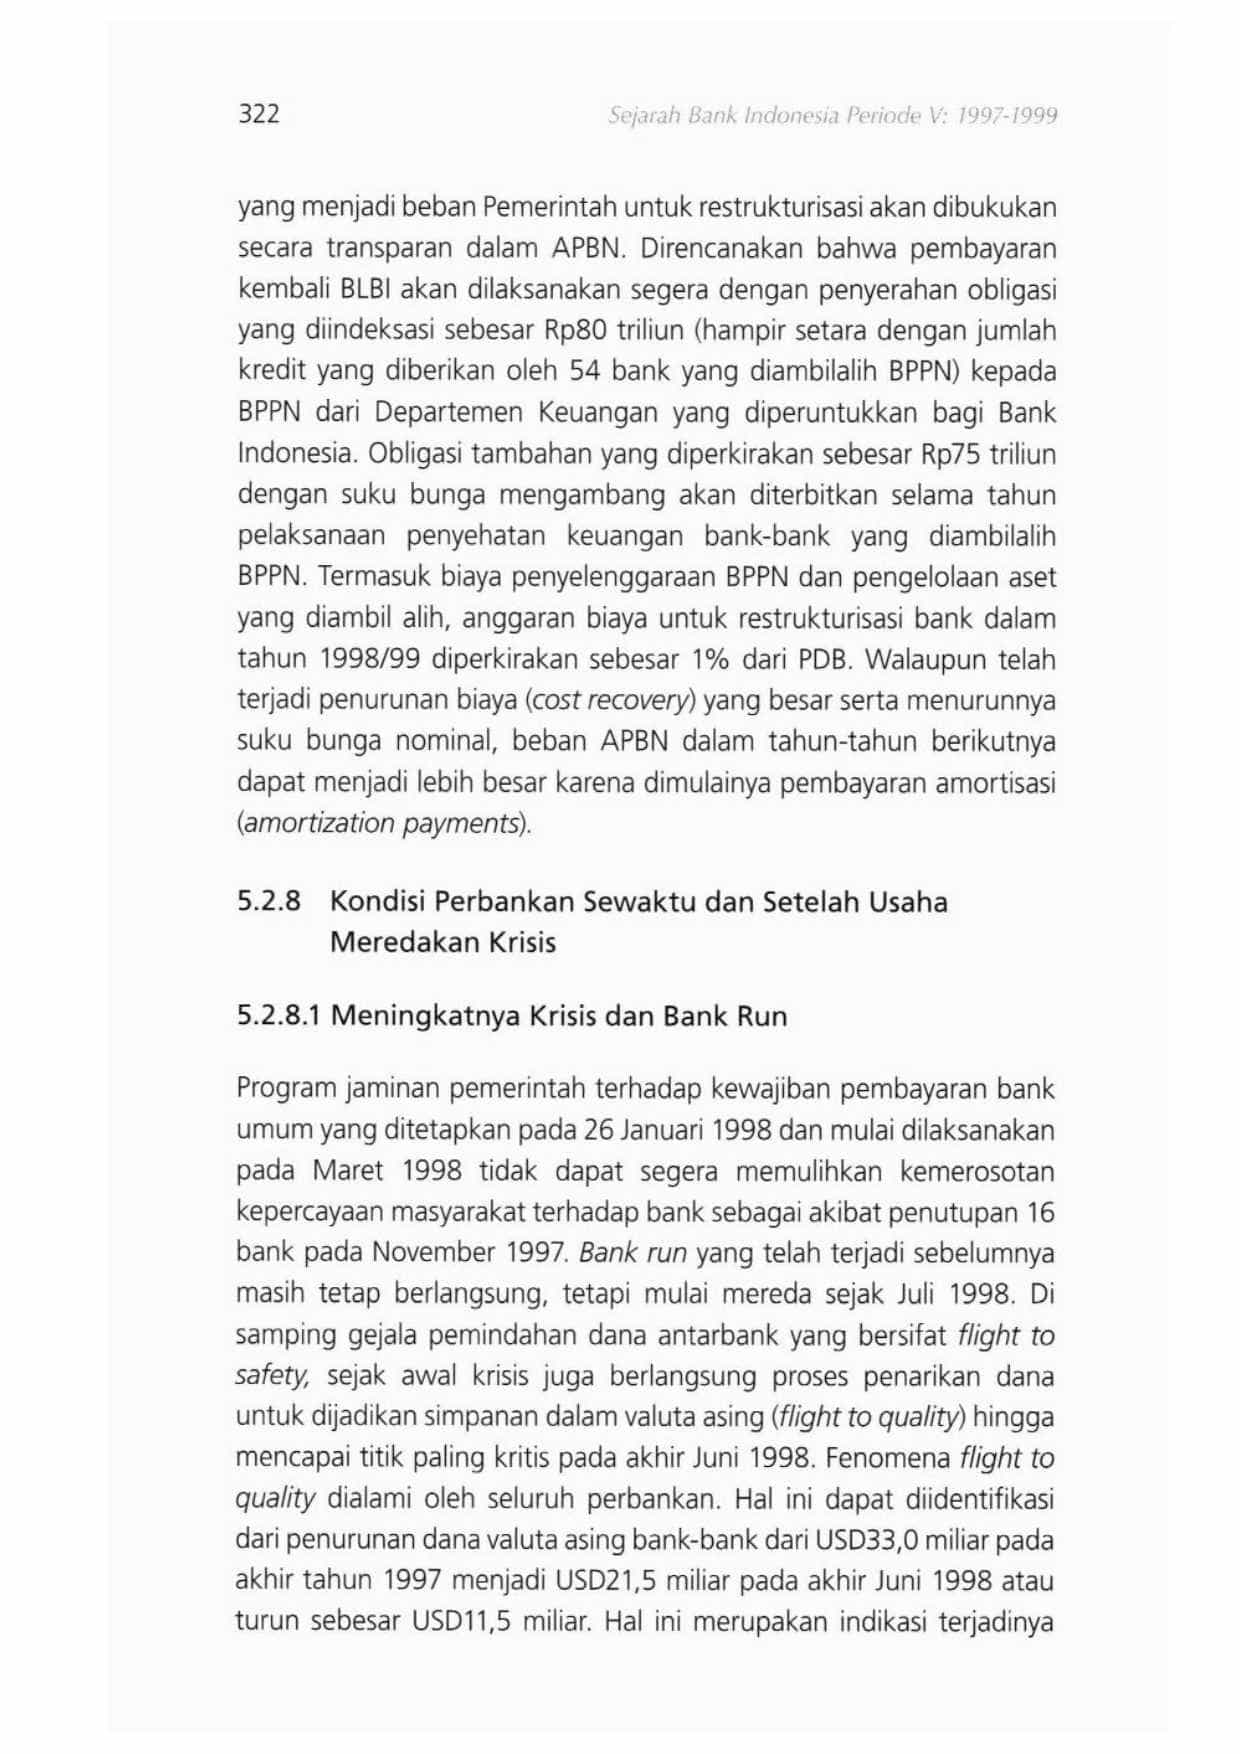 322
Sejarah Bank Indonesia Periode V: 1997-1999
yang menjadi beban Pemerintah untuk restrukturisasi akan dibukukan
secara transparan dalam APBN. Direncanakan bahwa pembayaran
kembali BLBI akan dilaksanakan segera dengan penyerahan obligasi
yang diindeksasi sebesar Rp80 triliun (hampir setara dengan jumlah
kredit yang diberikan oleh 54 bank yang diambilalih BPPN) kepada
BPPN dari Departemen Keuangan yang diperuntukkan bagi Bank
Indonesia. Obligasi tambahan yang diperkirakan sebesar Rp75 triliun
dengan suku bunga mengambang akan diterbitkan selama tahun
pelaksanaan penyehatan keuangan bank-bank yang diambilalih
BPPN. Termasuk biaya penyelenggaraan BPPN dan pengelolaan aset
yang diambil alih, anggaran biaya untuk restrukturisasi bank dalam
tahun 1998/99 diperkirakan sebesar 1% dari PDB. Walaupun telah
terjadi penurunan biaya (cost recovery) yang besar serta menurunnya
suku bunga nominal, beban APBN dalam tahun-tahun berikutnya
dapat menjadi lebih besar karena dimulainya pembayaran amortisasi
(amortization payments).
5.2.8 Kondisi Perbankan Sewaktu dan Setelah Usaha
Meredakan Krisis
5.2.8.1 Meningkatnya Krisis dan Bank Run
Program jaminan pemerintah terhadap kewajiban pembayaran bank
umum yang ditetapkan pada 26 Januari 1998 dan mulai dilaksanakan
pada Maret 1998 tidak dapat segera memulihkan kemerosotan
kepercayaan masyarakat terhadap bank sebagai akibat penutupan 16
bank pada November 1997. Bank run yang telah terjadi sebelumnya
masih tetap berlangsung, tetapi mulai mereda sejak Juli 1998. Di
samping gejala pemindahan dana antarbank yang bersifat flight to
safety, sejak awal krisis juga berlangsung proses penarikan dana
untuk dijadikan simpanan dalam valuta asing (flight to quality) hingga
mencapai titik paling kritis pada akhir Juni 1998. Fenomena flight to
quality dialami oleh seluruh perbankan. Hal ini dapat diidentifikasi
dari penurunan dana valuta asing bank-bank dari USD33,0 miliar pada
akhir tahun 1997 menjadi USD21,5 miliar pada akhir Juni 1998 atau
turun sebesar USD11,5 miliar. Hal ini merupakan indikasi terjadinya